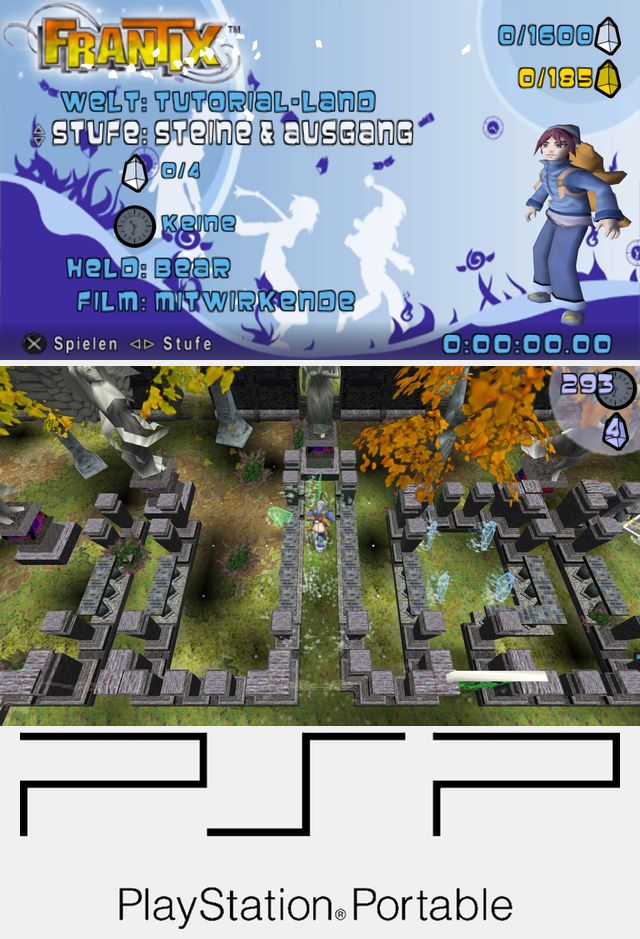 FRANTIX™
0/1600
0/185
WELT: TUTORIAL-LAND
STUFE: STEINE & AUSGANG
0/4
KEINE
HELD: BEAR
FILM: MITWIRKENDE
Spielen Stufe
0:00:00.00
293
4
PSP
PlayStation®Portable